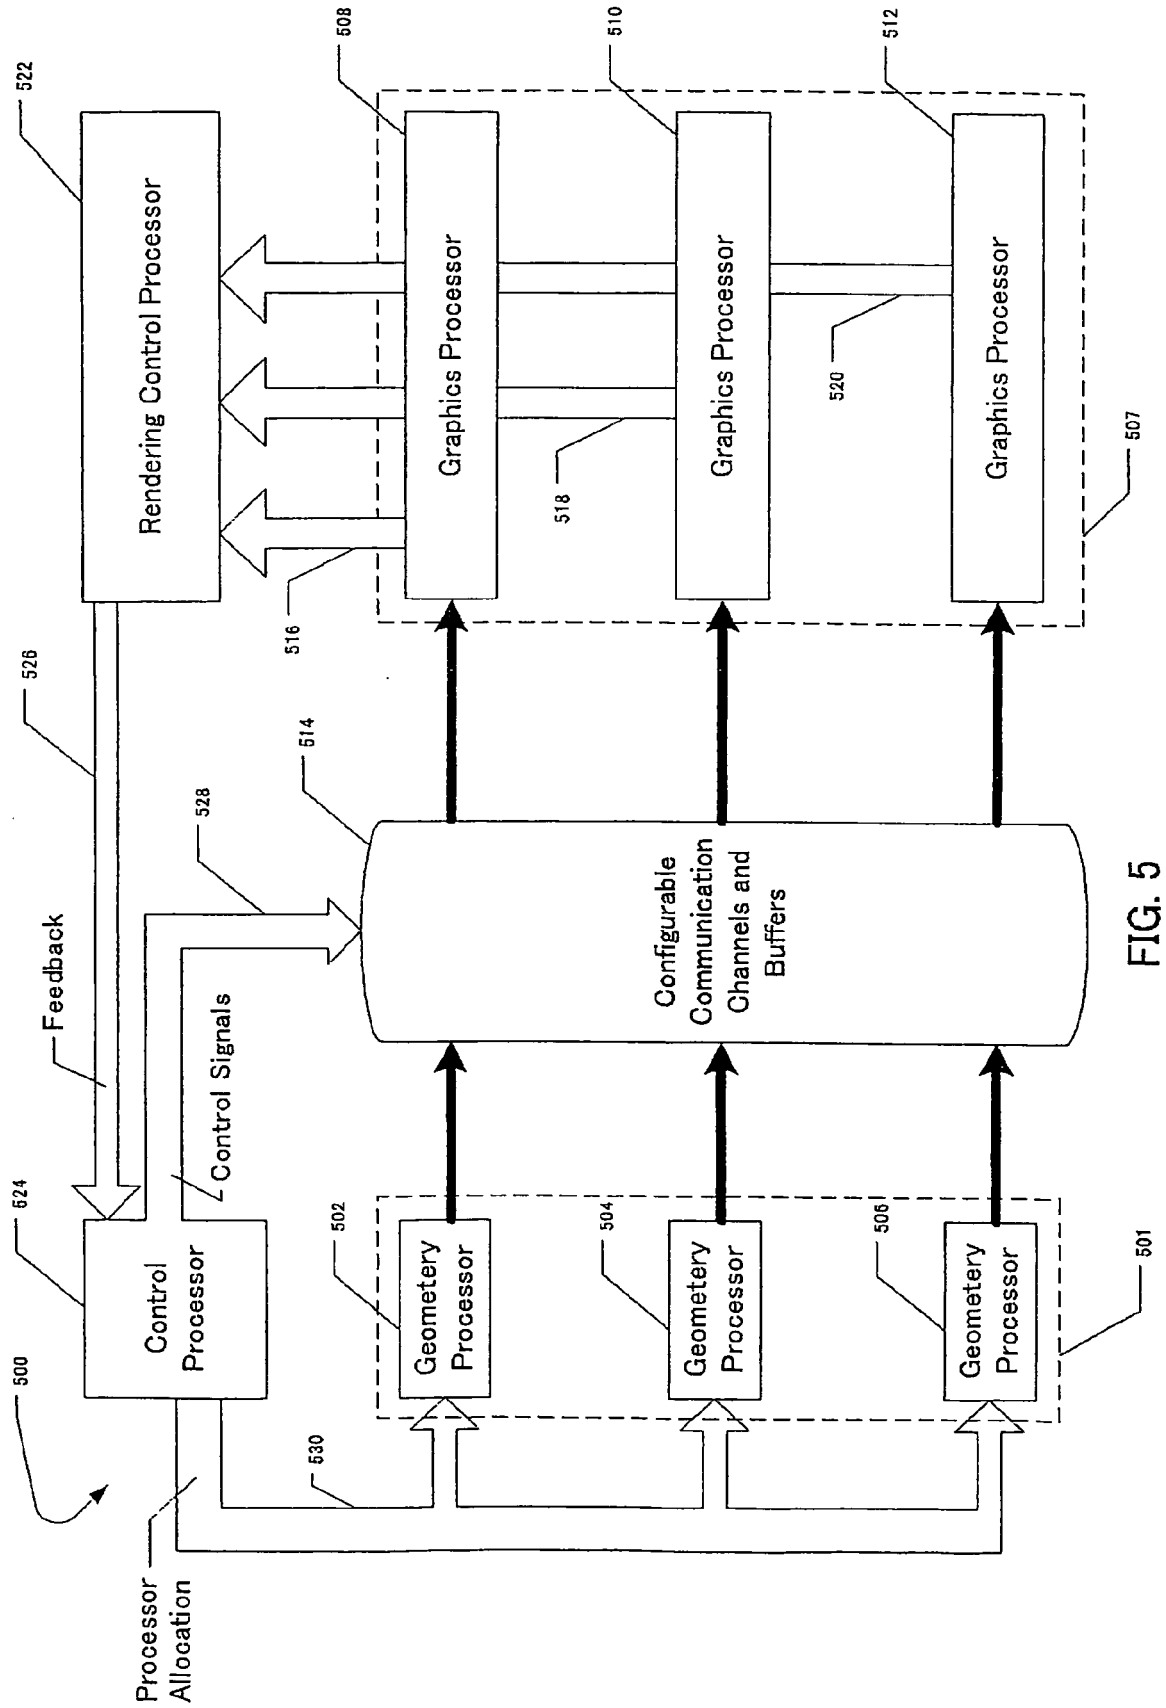 500
624
526
522
Feedback
Processor
Allocation
Control
Processor
Control Signals
528
Rendering Control Processor
530
502
514
516
508
Geometery
Processor
Graphics Processor
504
518
510
Geometery
Processor
Configurable
Communication
Channels and
Buffers
Graphics Processor
506
520
512
Geometery
Processor
Graphics Processor
501
507
FIG. 5